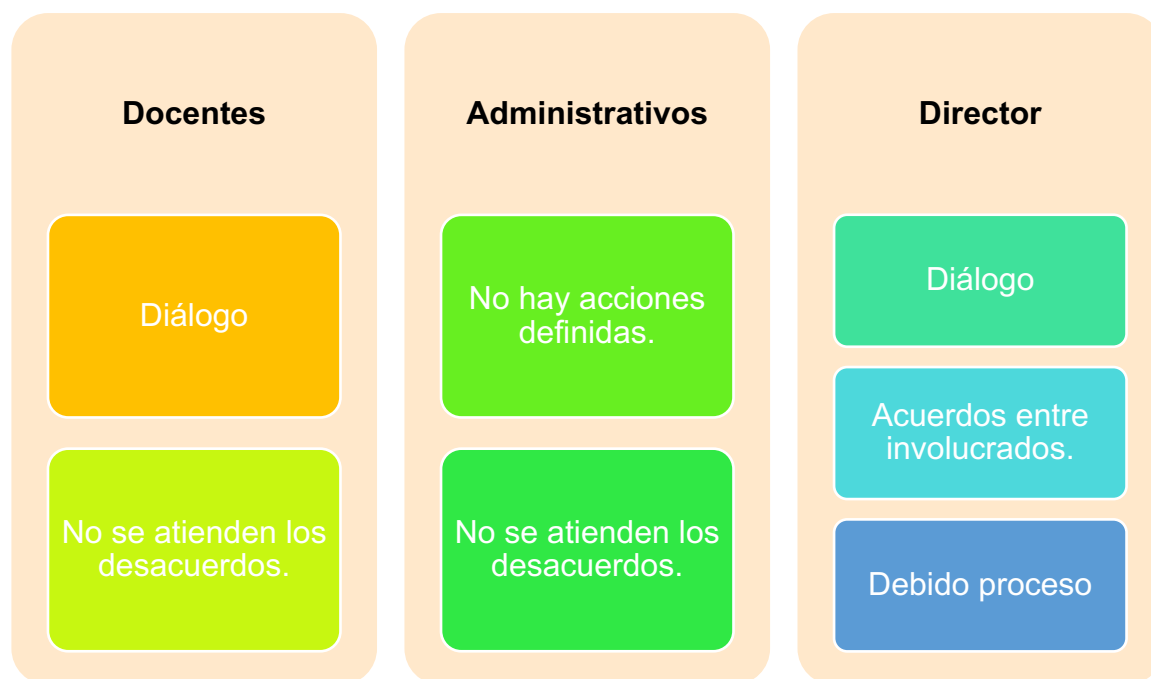 Docentes
Diálogo
No se atienden los
desacuerdos.
Administrativos
No hay acciones
definidas.
No se atienden los
desacuerdos.
Director
Diálogo
Acuerdos entre
involucrados.
Debido proceso